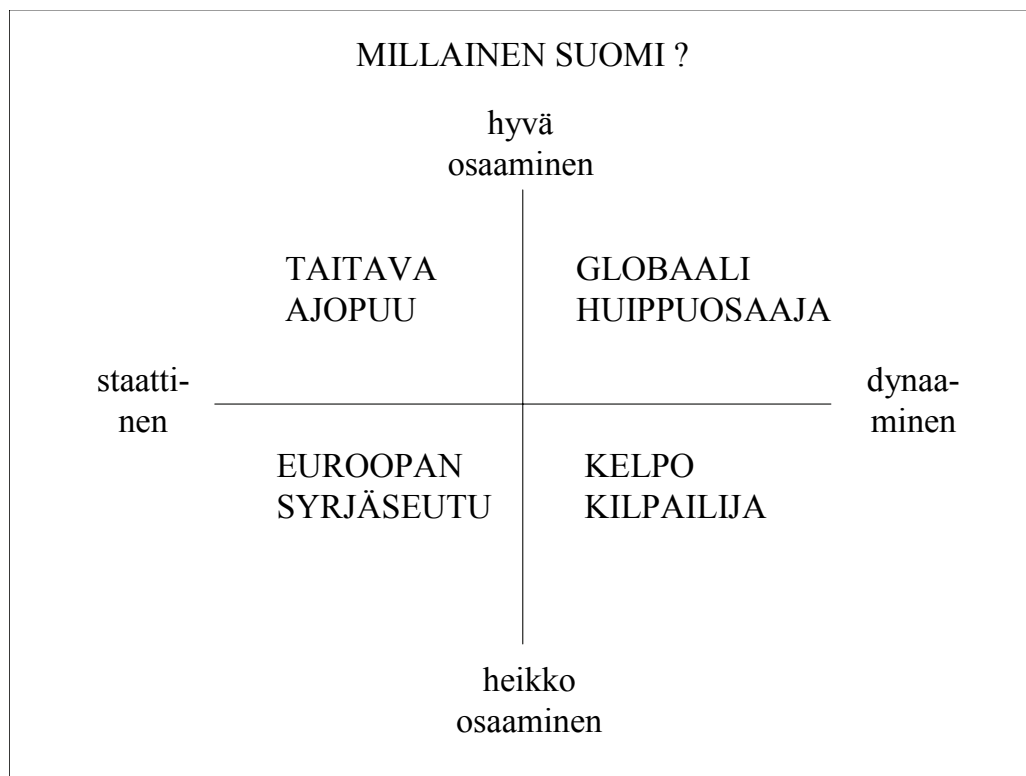 MILLAINEN SUOMI ?
hyvä
osaaminen
TAITAVA
AJOPUU
GLOBAALI
HUIPPUOSAAJA
staatti-
nen
dynaa-
minen
EUROOPAN
SYRJÄSEUTU
KELPO
KILPAILIJA
heikko
osaaminen